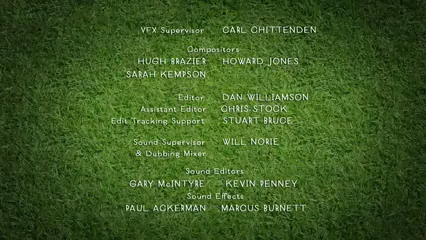 VFX Supervisor CARL CHITTENDEN
Compositors
HUGH BRAZIER HOWARD JONES
SARAH KEMPSON
Editor DAN WILLIAMSON
Assistant Editor CHRIS STOCK
Edit Tracking Support STUART BRUCE
Sound Supervisor WILL NORIE
& Dubbing Mixer
Sound Editors
GARY McINTYRE KEVIN PENNEY
Sound Effects
PAUL ACKERMAN MARCUS BURNETT